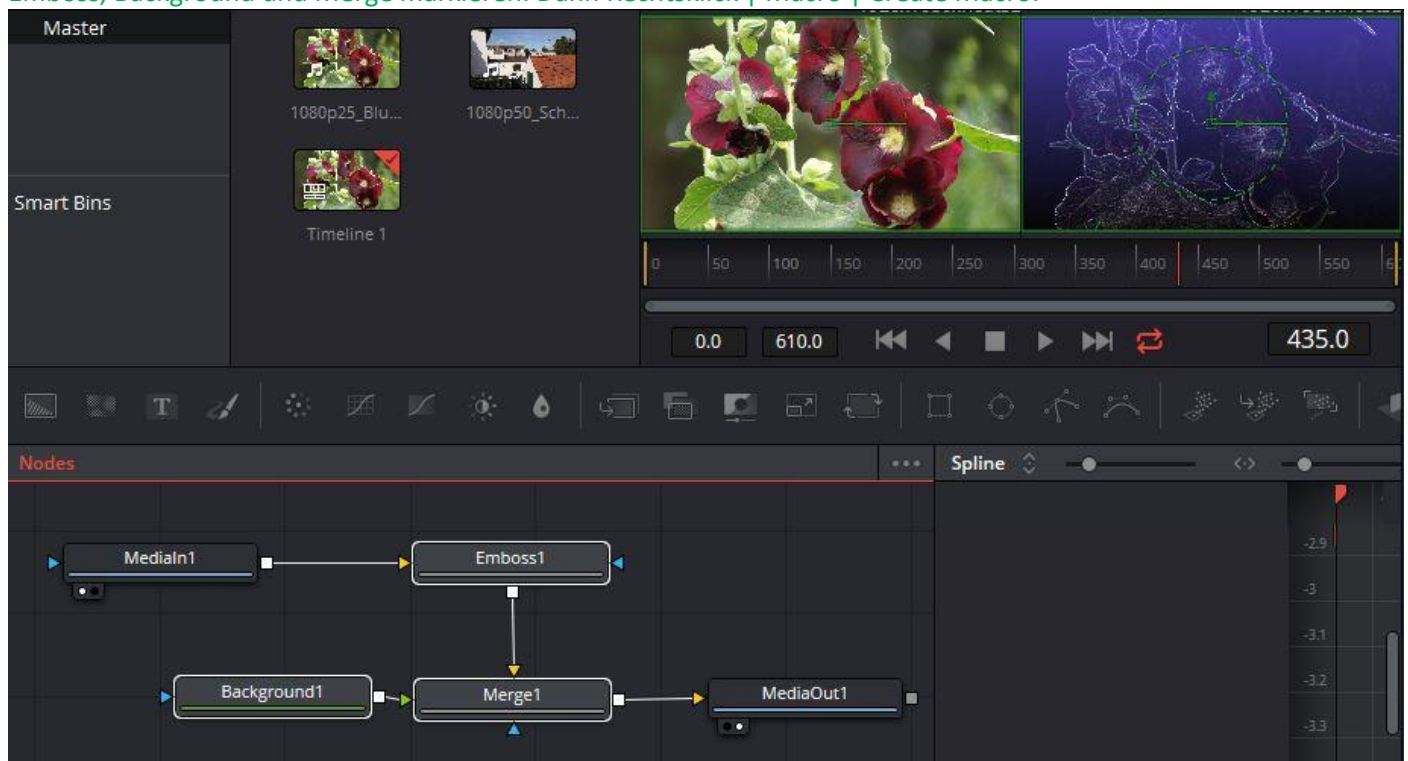 Emboss, Background und Merge markieren. Dann Rechtsklick | Macro | Create Macro:
Master
1080p25_Blu...
1080p50_Sch...
Smart Bins
Timeline 1
0 50 100 150 200 250 300 350 400 450 500 550
0.0 610.0 435.0
T
Nodes
Spline
-2.9
MediaIn1
Emboss1
-3
-3.1
-3.2
Background1
Merge1
MediaOut1
-3.3